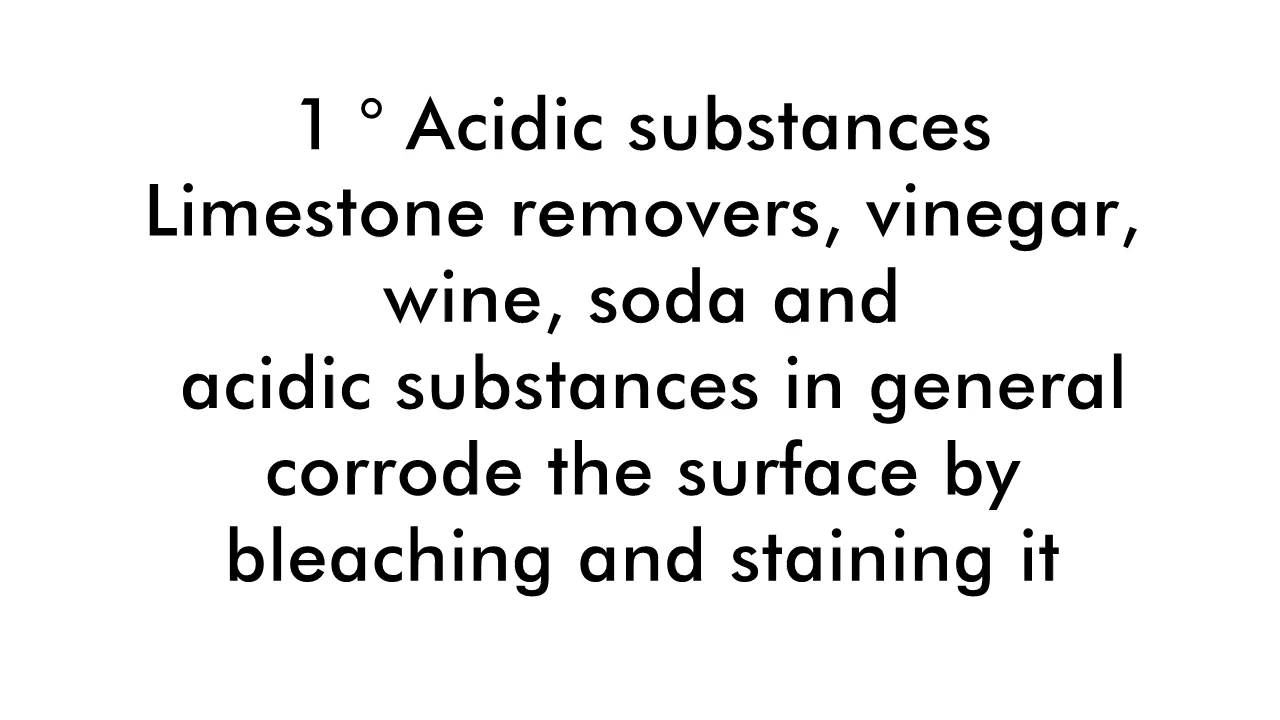 1 ° Acidic substances
Limestone removers, vinegar,
wine, soda and
acidic substances in general
corrode the surface by
bleaching and staining it